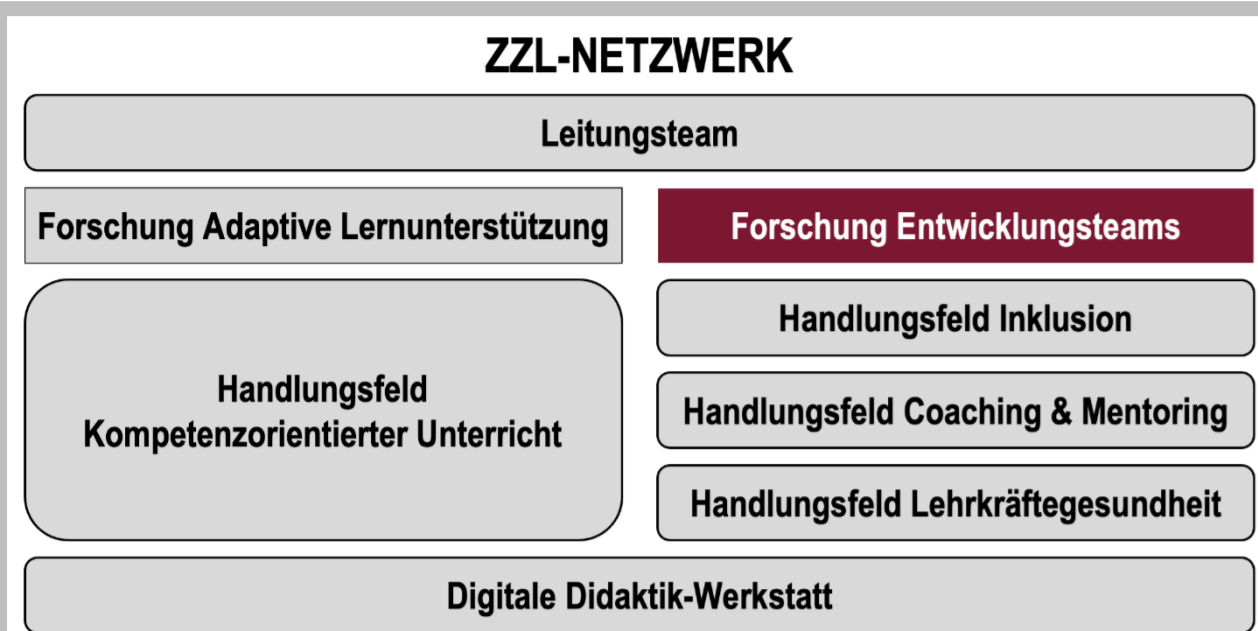 ZZL-NETZWERK
Leitungsteam
Forschung Adaptive Lernunterstützung
Forschung Entwicklungsteams
Handlungsfeld
Kompetenzorientierter Unterricht
Handlungsfeld Inklusion
Handlungsfeld Coaching & Mentoring
Handlungsfeld Lehrkräftegesundheit
Digitale Didaktik-Werkstatt